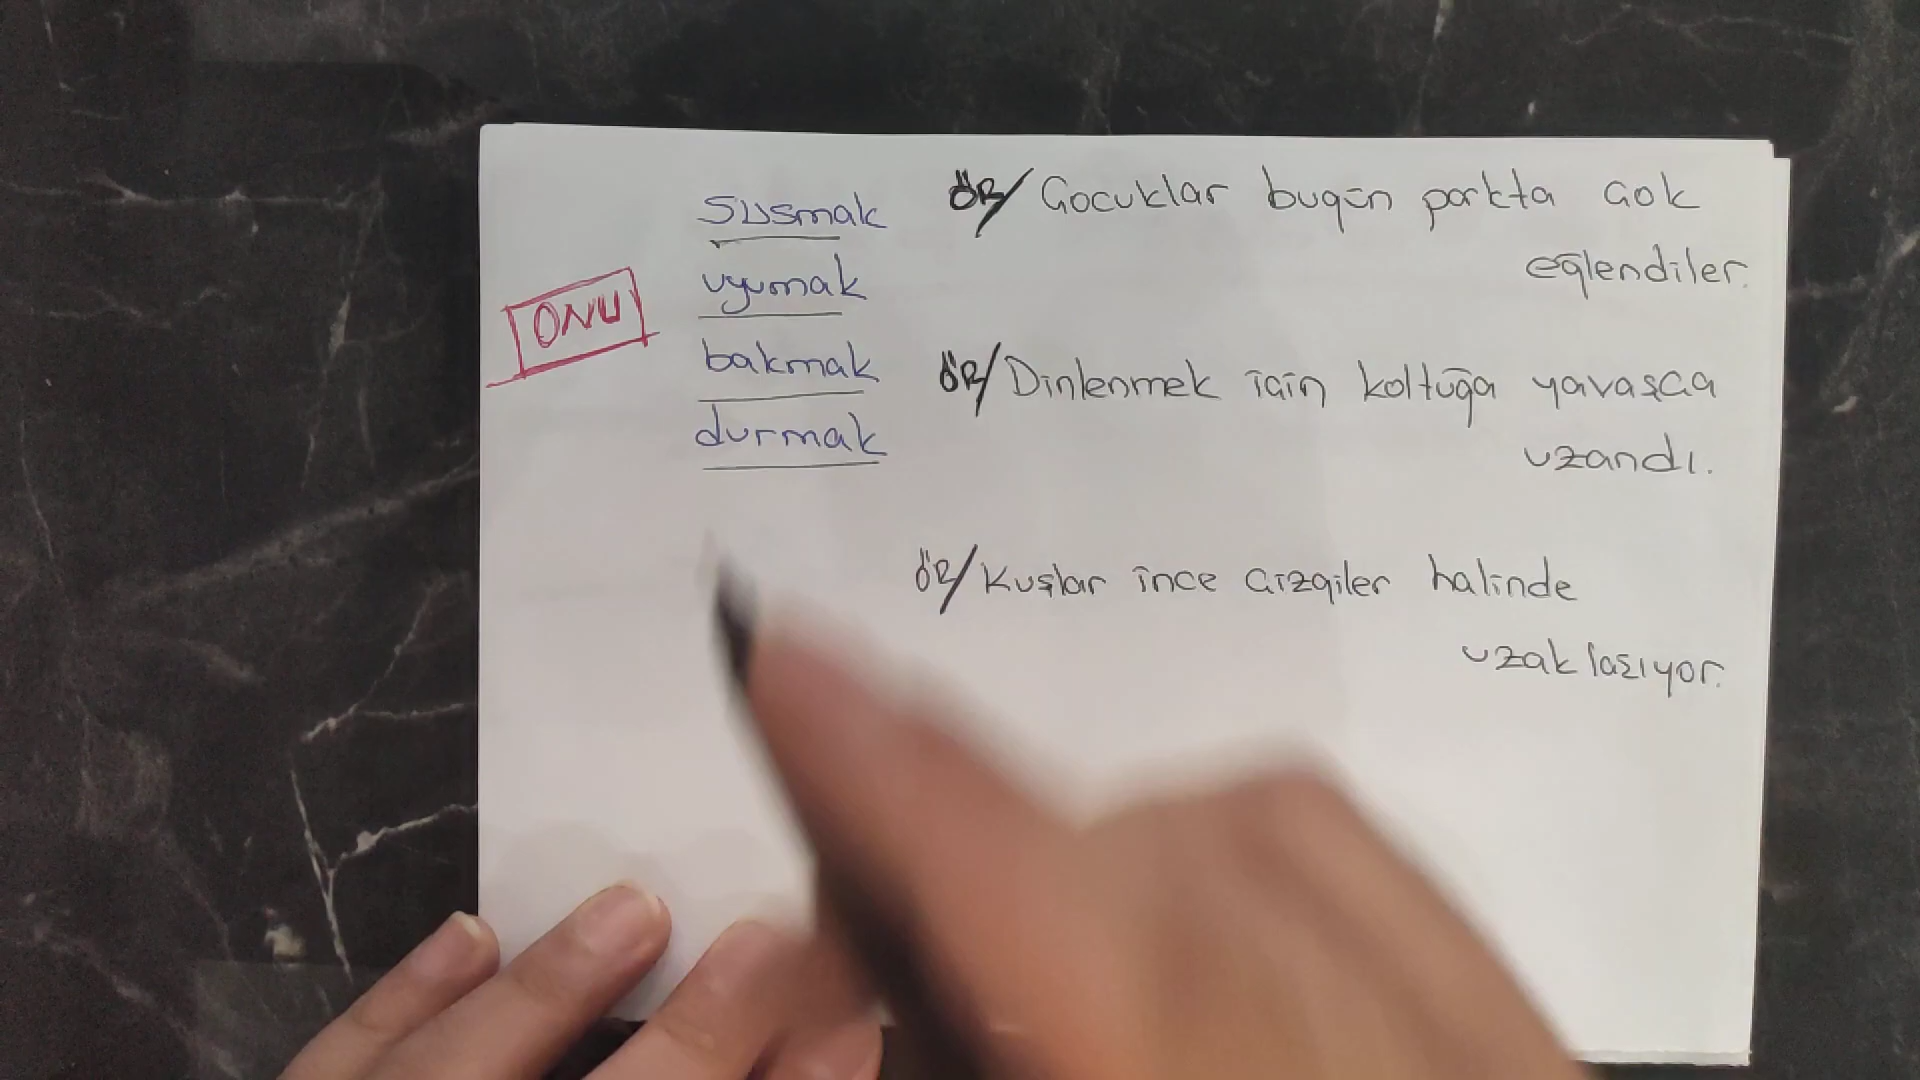 ONU
susmak
uyumak
bakmak
durmak
ÖR/ Çocuklar bugün parkta çok
eğlendiler.
ÖR/ Dinlenmek için koltuğa yavaşça
uzandı.
ÖR/ Kuşlar ince çizgiler halinde
uzaklaşıyor.